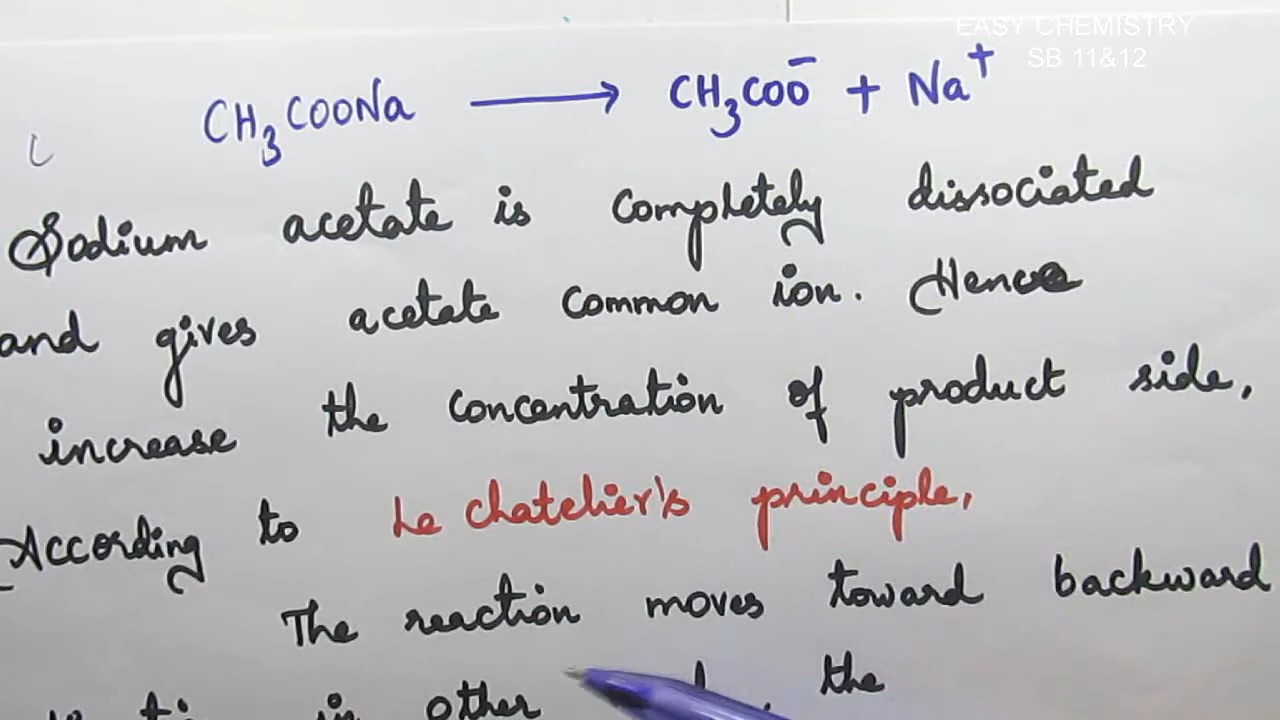 EASY CHEMISTRY
SB 11&12
CH₃COONa ⟶ CH₃COO⁻ + Na⁺
Sodium acetate is completely dissociated
and gives acetate common ion. Hence
increase the concentration of product side,
According to Le chatelier's principle,
The reaction moves toward backward
in other the